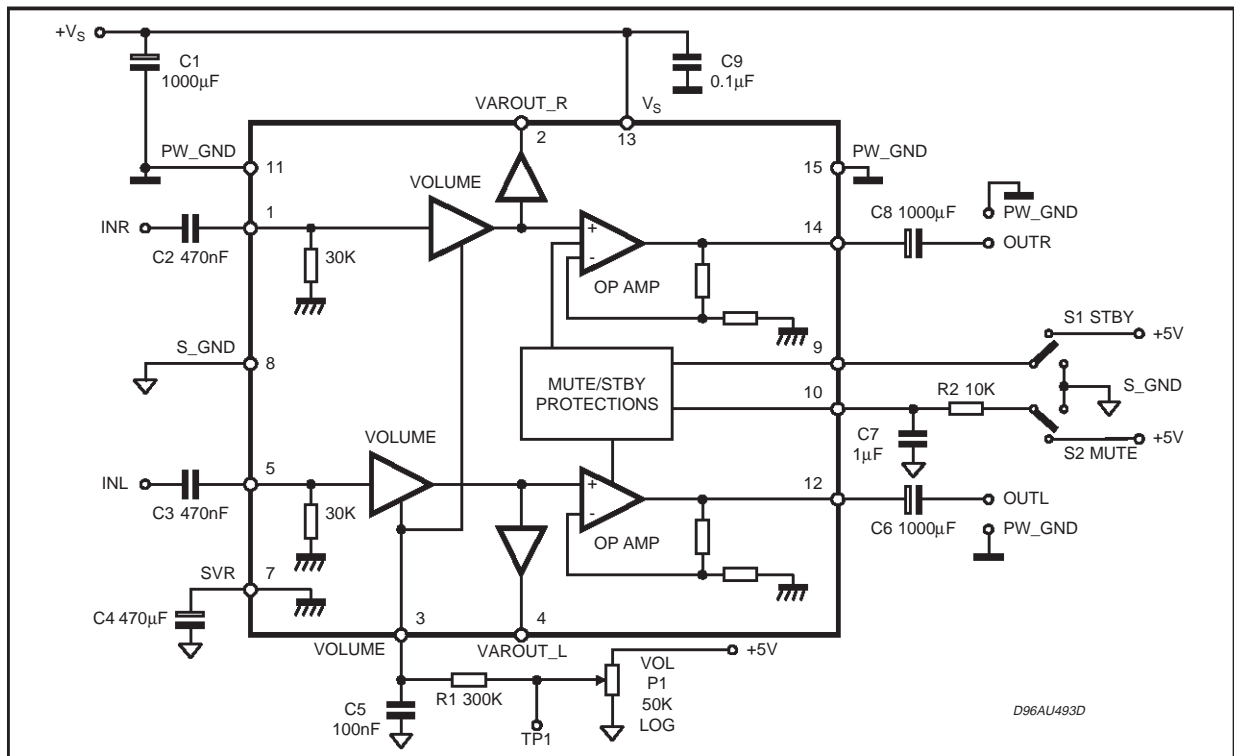 +VS
C1
1000µF
C9
0.1µF
VAROUT_R
VS
2
13
PW_GND
11
15
PW_GND
VOLUME
C8 1000µF
PW_GND
INR
1
14
OUTR
C2 470nF
30K
+
-
OP AMP
S1 STBY
+5V
S_GND
8
9
MUTE/STBY
PROTECTIONS
10
R2 10K
S_GND
VOLUME
C7
1µF
S2 MUTE
+5V
INL
5
12
OUTL
C3 470nF
30K
+
-
OP AMP
C6 1000µF
PW_GND
SVR
7
C4 470µF
3
4
VOLUME
VAROUT_L
+5V
C5
100nF
R1 300K
VOL
P1
50K
LOG
TP1
D96AU493D